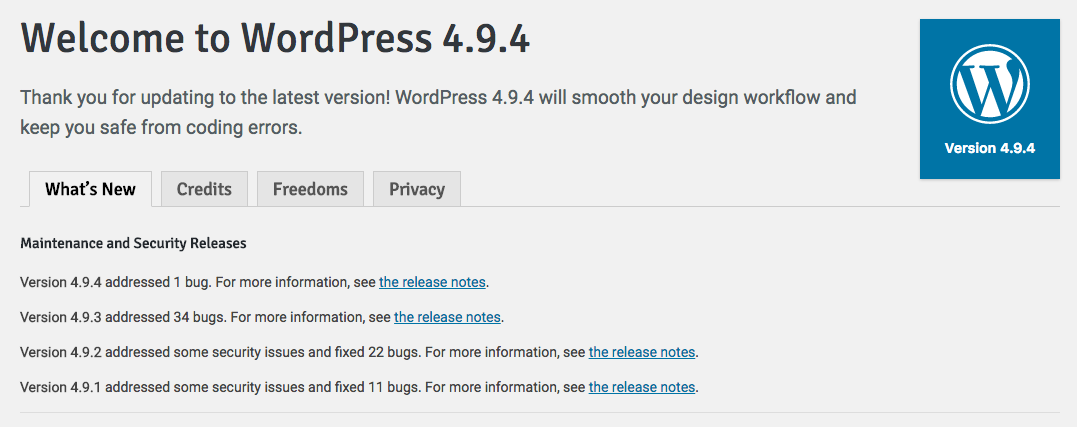 Welcome to WordPress 4.9.4
Thank you for updating to the latest version! WordPress 4.9.4 will smooth your design workflow and
keep you safe from coding errors.
Version 4.9.4
What’s New
Credits
Freedoms
Privacy
Maintenance and Security Releases
Version 4.9.4 addressed 1 bug. For more information, see the release notes.
Version 4.9.3 addressed 34 bugs. For more information, see the release notes.
Version 4.9.2 addressed some security issues and fixed 22 bugs. For more information, see the release notes.
Version 4.9.1 addressed some security issues and fixed 11 bugs. For more information, see the release notes.